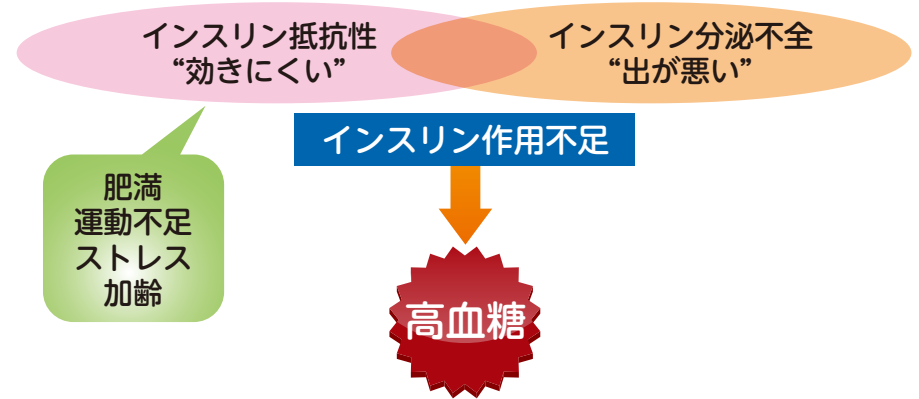 インスリン抵抗性
“効きにくい”
インスリン分泌不全
“出が悪い”
インスリン作用不足
肥満
運動不足
ストレス
加齢
高血糖